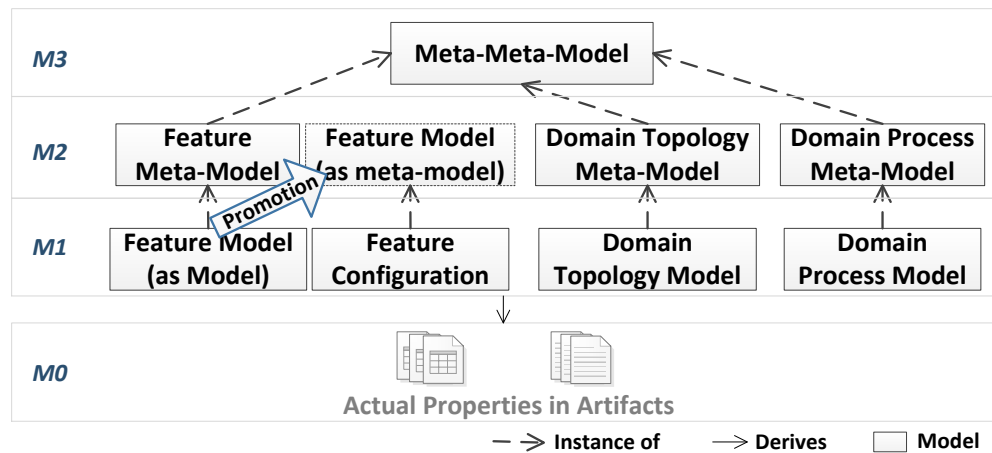 M3
Meta-Meta-Model
M2
Feature
Meta-Model
Feature Model
(as meta-model)
Domain Topology
Meta-Model
Domain Process
Meta-Model
Promotion
M1
Feature Model
(as Model)
Feature
Configuration
Domain
Topology Model
Domain
Process Model
M0
Actual Properties in Artifacts
Instance of
Derives
Model